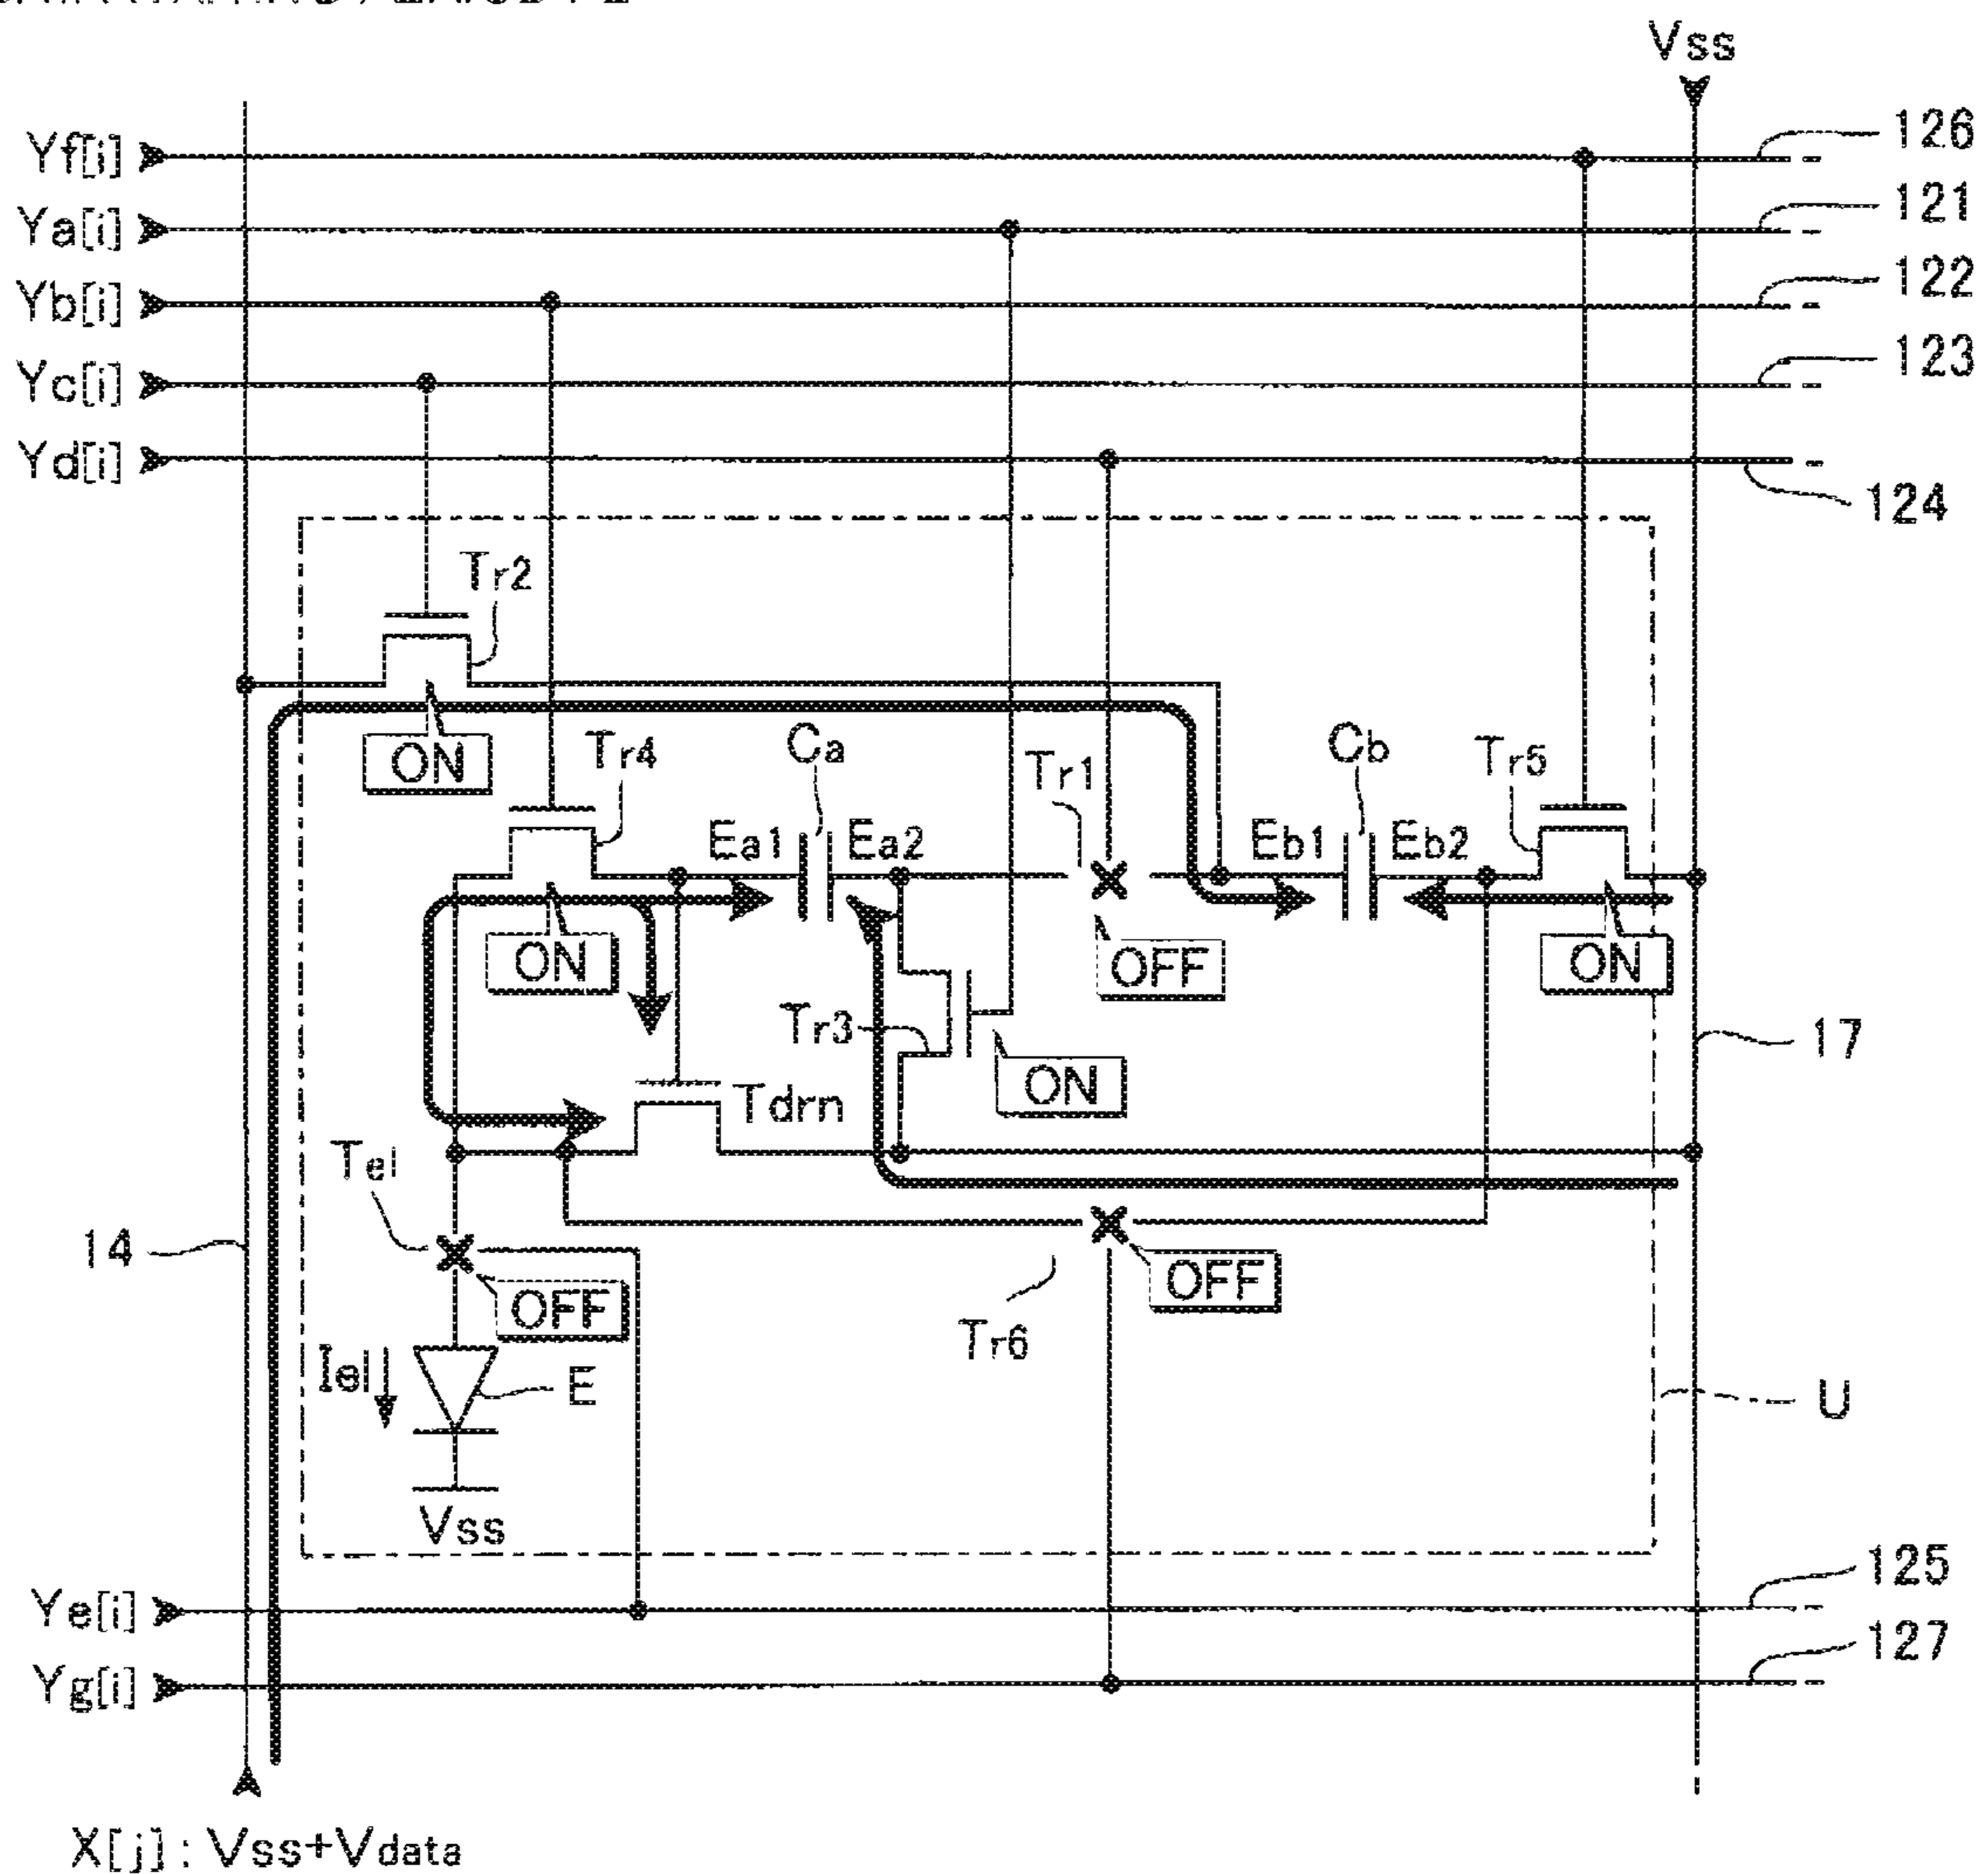 Vss
Yf[i]
126
Ya[i]
121
Yb[i]
122
Yc[i]
123
Yd[i]
124
Tr2
ON
Tr4
Ca
Tr1
Cb
Tr5
Ea1
Ea2
Eb1
Eb2
ON
OFF
ON
Tr3
ON
17
Tdrn
Tel
14
OFF
OFF
Tr6
Iel
E
U
Vss
Ye[i]
125
Yg[i]
127
X[j] : Vss+Vdata